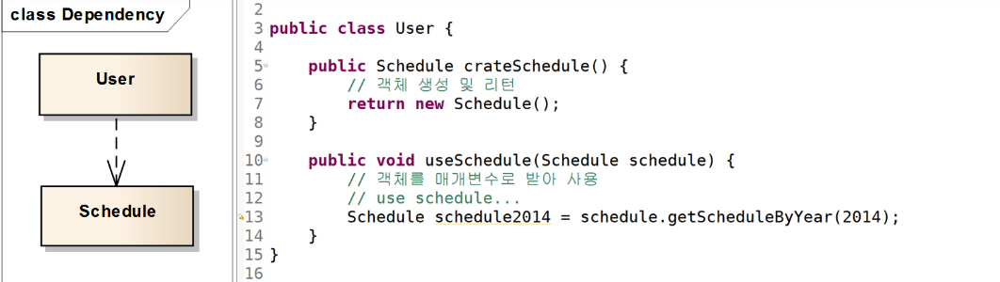 class Dependency
User
Schedule
2
3 public class User {
4
5 public Schedule crateSchedule() {
6 // 객체 생성 및 리턴
7 return new Schedule();
8 }
9
10 public void useSchedule(Schedule schedule) {
11 // 객체를 매개변수로 받아 사용
12 // use schedule...
13 Schedule schedule2014 = schedule.getScheduleByYear(2014);
14 }
15 }
16